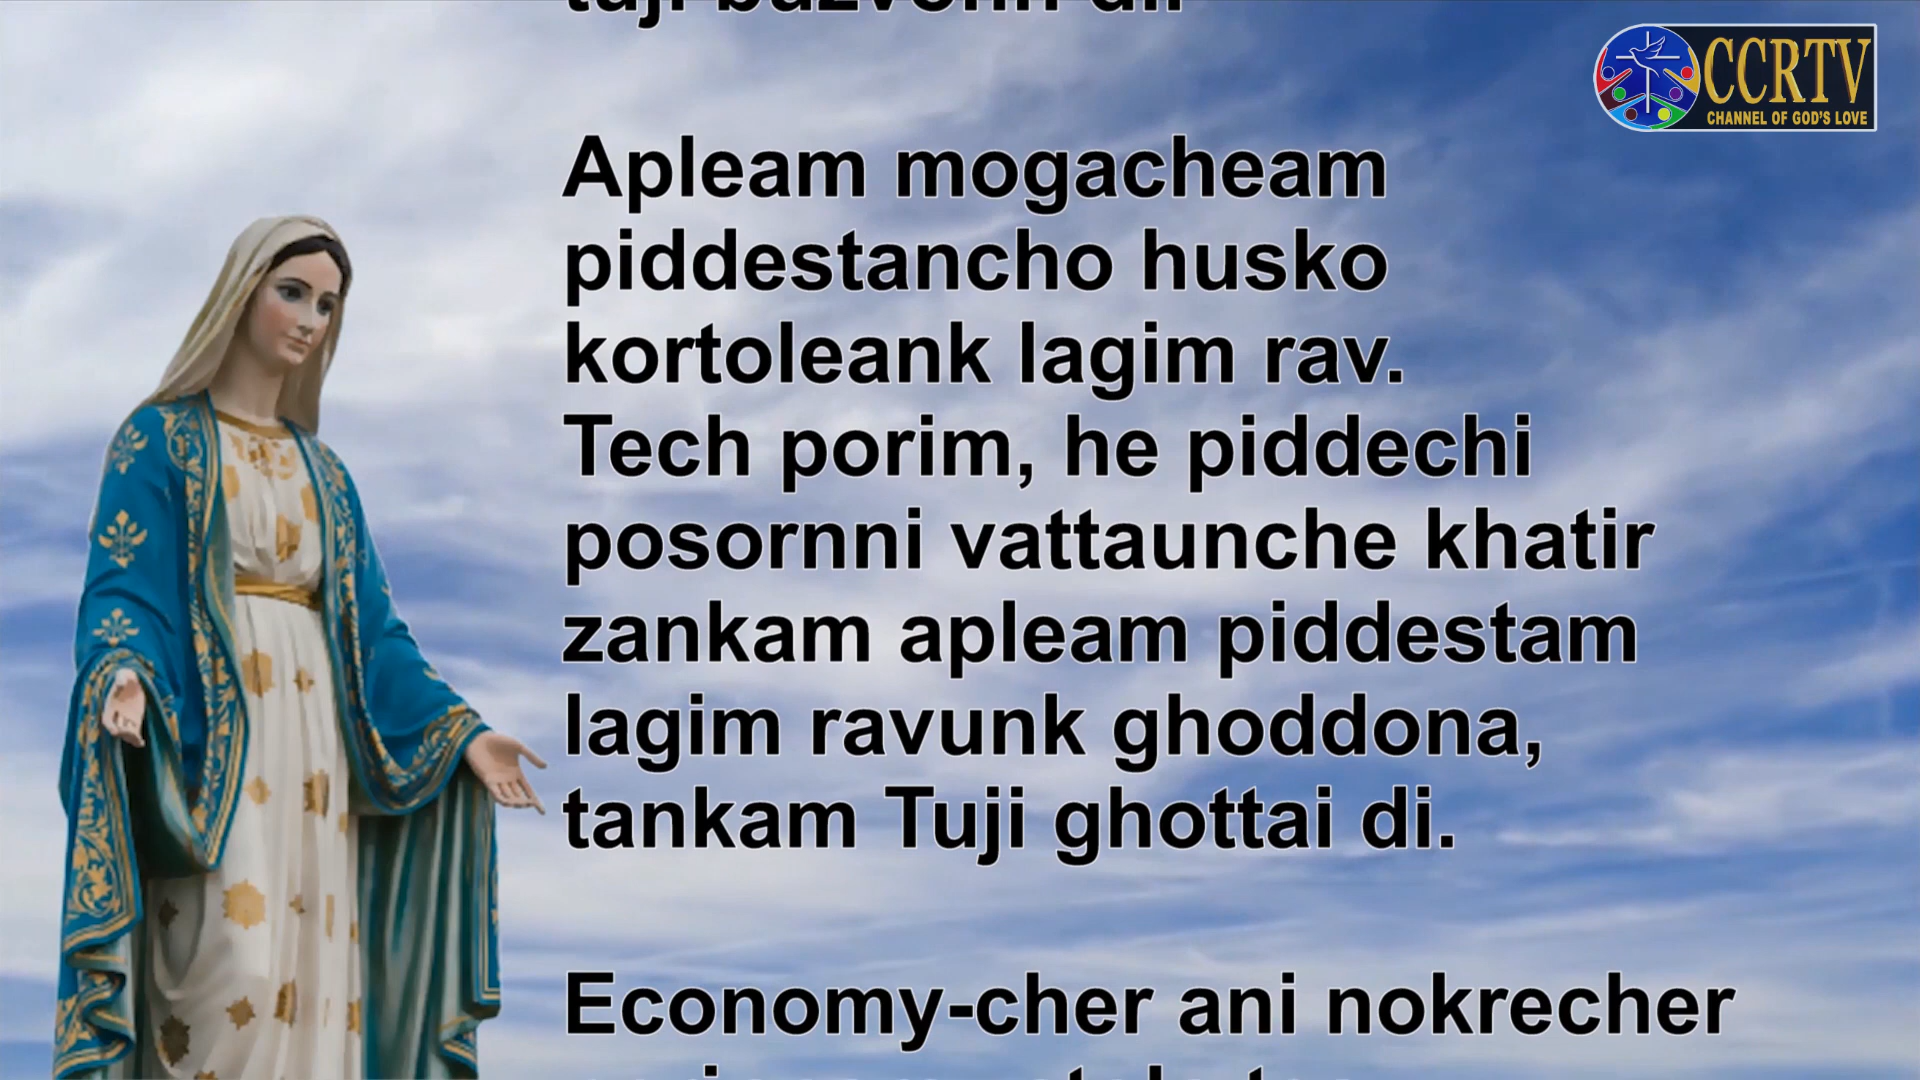 CCRTV
CHANNEL OF GOD'S LOVE
Apleam mogacheam
piddestancho husko
kortoleank lagim rav.
Tech porim, he piddechi
posornni vattaunche khatir
zankam apleam piddestam
lagim ravunk ghoddona,
tankam Tuji ghottai di.
Economy-cher ani nokrecher